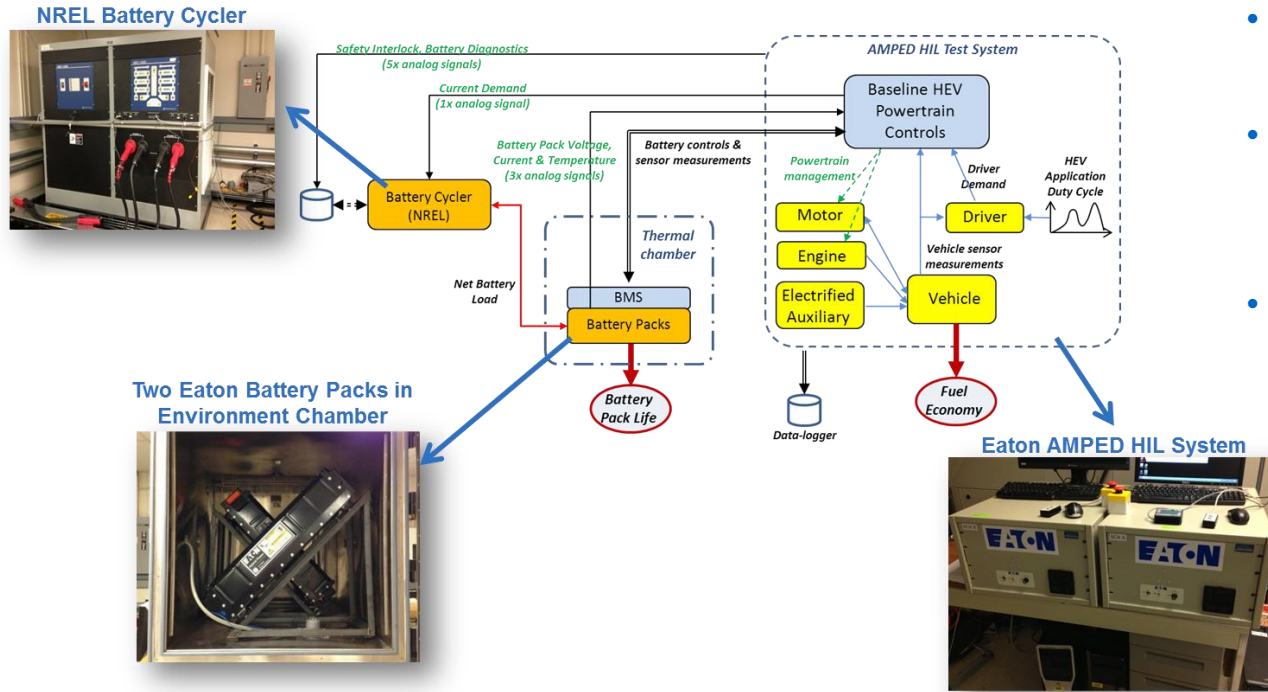 NREL Battery Cycler
Safety Interlock, Battery Diagnostics
(5x analog signals)
Current Demand
(1x analog signal)
Battery Pack Voltage,
Current & Temperature
(3x analog signals)
Battery controls &
sensor measurements
AMPED HIL Test System
Baseline HEV
Powertrain
Controls
Powertrain
management
Driver
Demand
HEV
Application
Duty Cycle
Battery Cycler
(NREL)
Motor
Driver
Engine
Vehicle sensor
measurements
Electrified
Auxiliary
Vehicle
Thermal
chamber
Net Battery
Load
BMS
Battery Packs
Battery
Pack Life
Fuel
Economy
Data-logger
Two Eaton Battery Packs in
Environment Chamber
Eaton AMPED HIL System
EATON
EATON